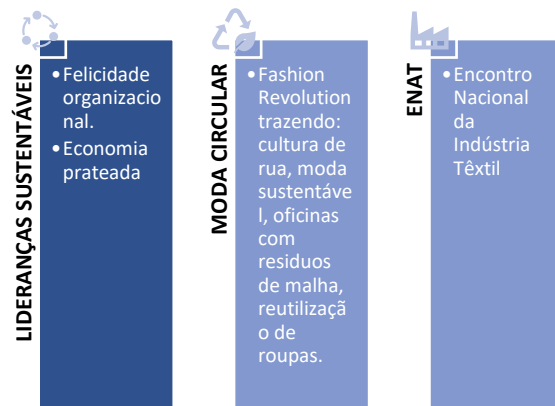 LIDERANÇAS SUSTENTÁVEIS
•Felicidade
organizacio
nal.
•Economia
prateada
MODA CIRCULAR
•Fashion
Revolution
trazendo:
cultura de
rua, moda
sustentáve
l, oficinas
com
residuos
de malha,
reutilizaçã
o de
roupas.
ENAT
•Encontro
Nacional
da
Indústria
Têxtil